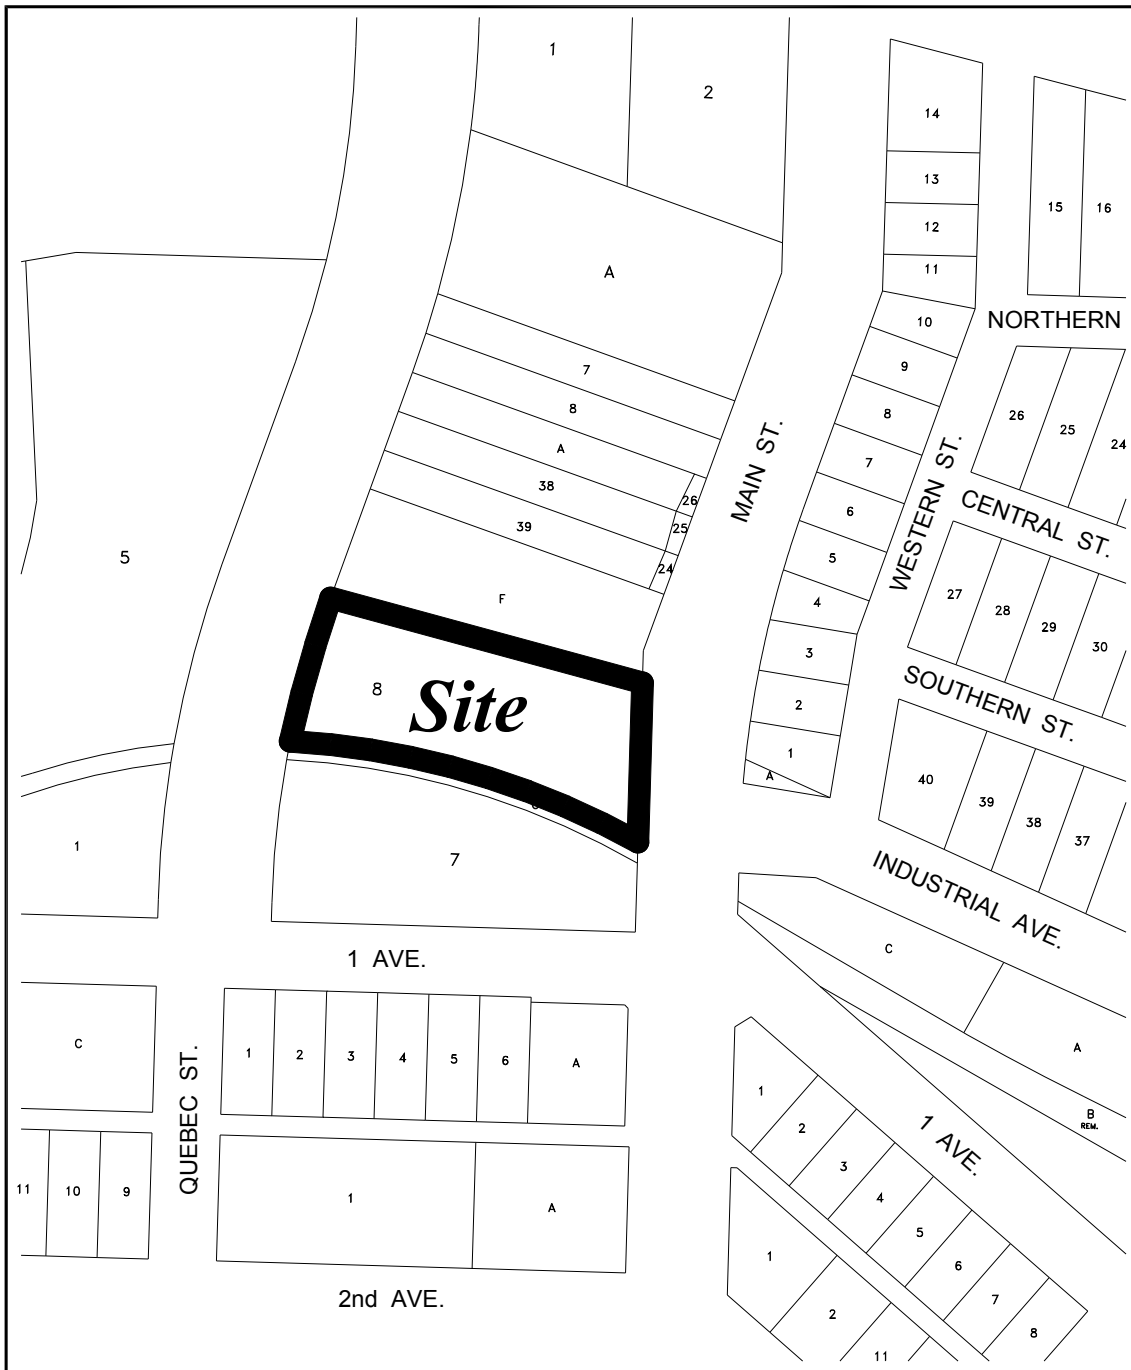 1
2
14
13
12
11
15
16
A
10
NORTHERN
9
7
8
8
26
25
24
A
MAIN ST.
WESTERN ST.
7
38
26
6
CENTRAL ST.
39
25
5
5
24
4
27
28
29
30
F
3
8
Site
2
SOUTHERN ST.
1
A
40
39
38
37
1
7
INDUSTRIAL AVE.
1 AVE.
C
C
A
1
2
3
4
5
6
A
QUEBEC ST.
1
2
3
4
5
6
7
8
1 AVE.
B
REM.
11
10
9
1
A
1
2
11
2nd AVE.